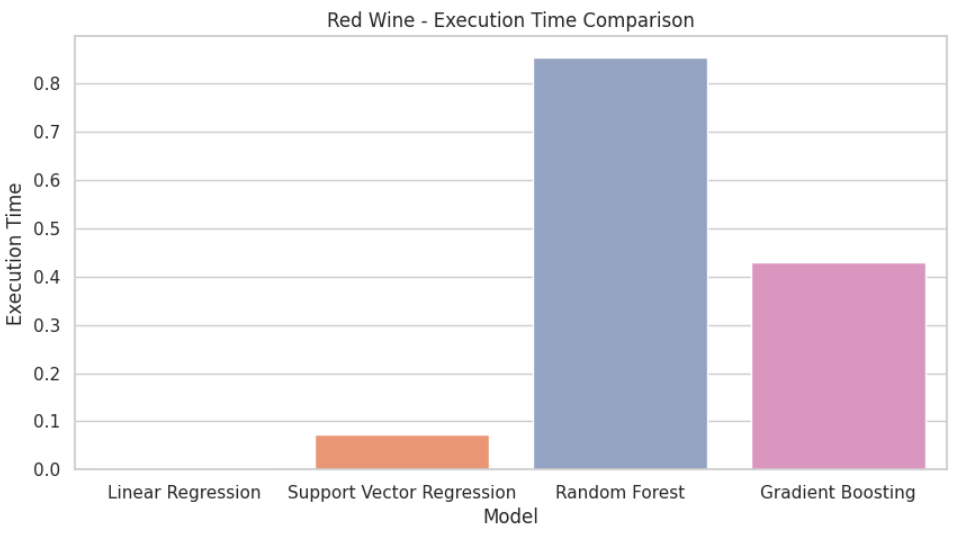 Red Wine - Execution Time Comparison
Execution Time
0.8
0.7
0.6
0.5
0.4
0.3
0.2
0.1
0.0
Linear Regression
Support Vector Regression
Random Forest
Gradient Boosting
Model